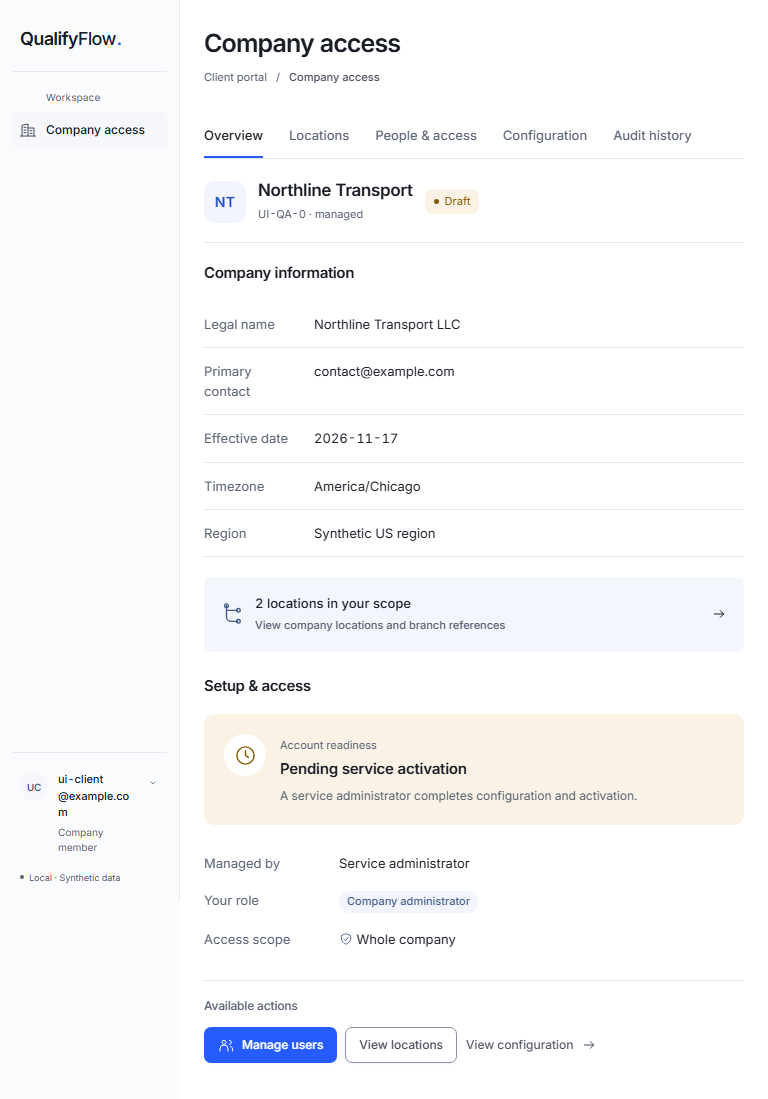 QualifyFlow.
Workspace
Company access
ui-client
@example.co
m
UC
Company
member
Local · Synthetic data
Company access
Client portal / Company access
Overview Locations People & access Configuration Audit history
NT
Northline Transport
UI-QA-0 · managed
Draft
Company information
Legal name Northline Transport LLC
Primary
contact
contact@example.com
Effective date 2026-11-17
Timezone America/Chicago
Region Synthetic US region
2 locations in your scope
View company locations and branch references
Setup & access
Account readiness
Pending service activation
A service administrator completes configuration and activation.
Managed by Service administrator
Your role Company administrator
Access scope Whole company
Available actions
Manage users View locations View configuration